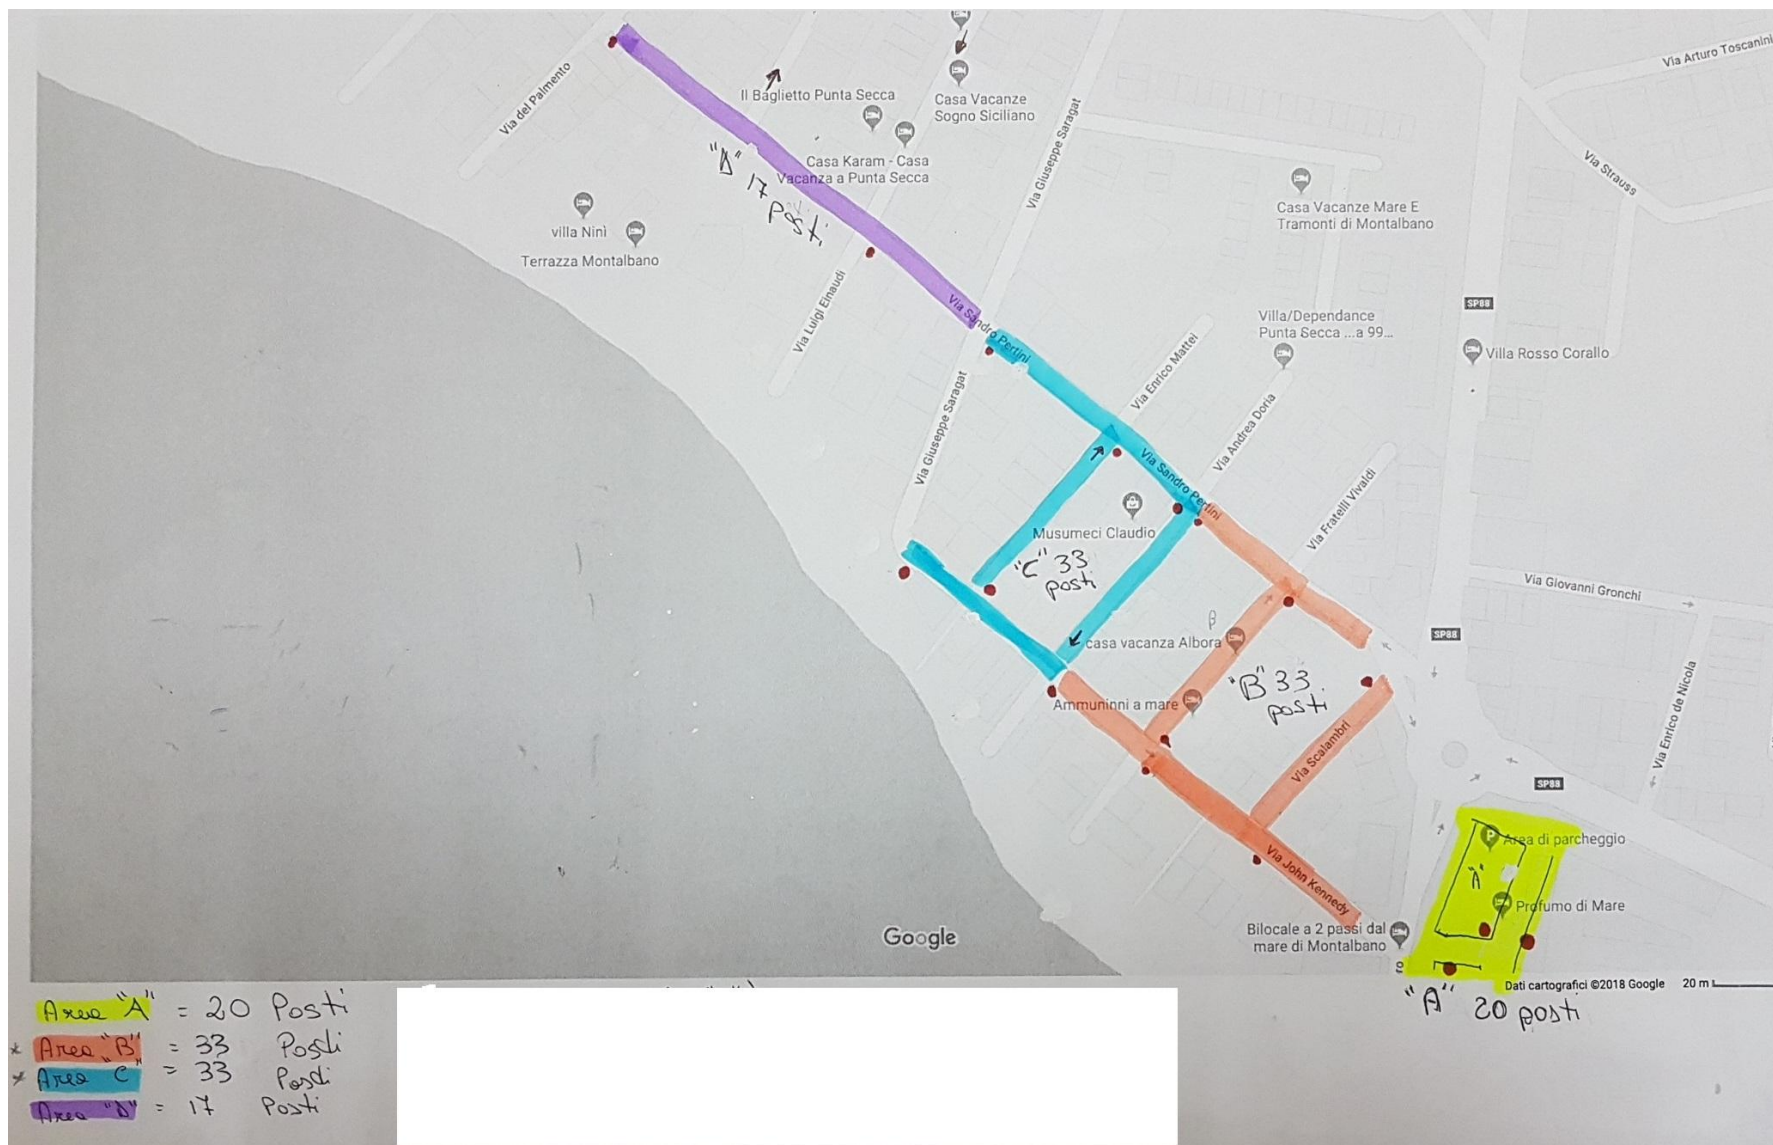 Via Arturo Toscanini
Via del Palmento
Il Baglietto Punta Secca
Casa Vacanze
Sogno Siciliano
Via Giuseppe Saragat
Via Strauss
"D"
17
posti
Casa Karam - Casa
Vacanza a Punta Secca
Casa Vacanze Mare E
Tramonti di Montalbano
villa Ninì
Terrazza Montalbano
Via Luigi Einaudi
Via Sandro Pertini
SP88
Villa/Dependance
Punta Secca ...a 99...
Villa Rosso Corallo
Via Enrico Mattei
Via Giuseppe Saragat
Via Andrea Doria
Via Sandro Pertini
Via Fratelli Vivaldi
Musumeci Claudio
"C" 33
posti
Via Giovanni Gronchi
SP88
casa vacanza Albora
"B" 33
posti
Ammuninni a mare
Via Scalambri
Via Enrico de Nicola
SP88
P
Area di parcheggio
"A"
Via John Kennedy
Profumo di Mare
Bilocale a 2 passi dal
mare di Montalbano
Google
Dati cartografici ©2018 Google 20 m
"A" 20 posti
Area "A" = 20 Posti
* Area "B" = 33 Posti
* Area "C" = 33 Posti
Area "D" = 17 Posti